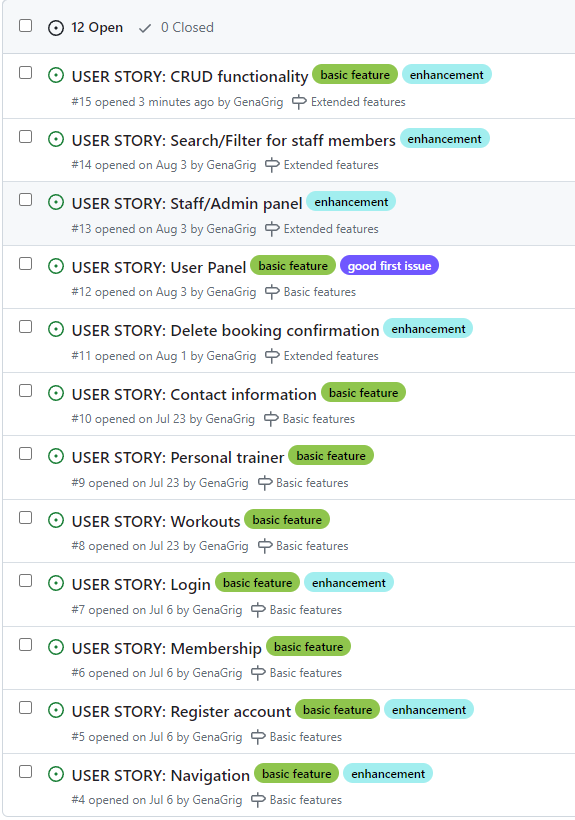 12 Open 0 Closed
USER STORY: CRUD functionality basic feature enhancement
#15 opened 3 minutes ago by GenaGrig Extended features
USER STORY: Search/Filter for staff members enhancement
#14 opened on Aug 3 by GenaGrig Extended features
USER STORY: Staff/Admin panel enhancement
#13 opened on Aug 3 by GenaGrig Extended features
USER STORY: User Panel basic feature good first issue
#12 opened on Aug 3 by GenaGrig Basic features
USER STORY: Delete booking confirmation enhancement
#11 opened on Aug 1 by GenaGrig Extended features
USER STORY: Contact information basic feature
#10 opened on Jul 23 by GenaGrig Basic features
USER STORY: Personal trainer basic feature
#9 opened on Jul 23 by GenaGrig Basic features
USER STORY: Workouts basic feature
#8 opened on Jul 23 by GenaGrig Basic features
USER STORY: Login basic feature enhancement
#7 opened on Jul 6 by GenaGrig Basic features
USER STORY: Membership basic feature
#6 opened on Jul 6 by GenaGrig Basic features
USER STORY: Register account basic feature enhancement
#5 opened on Jul 6 by GenaGrig Basic features
USER STORY: Navigation basic feature enhancement
#4 opened on Jul 6 by GenaGrig Basic features